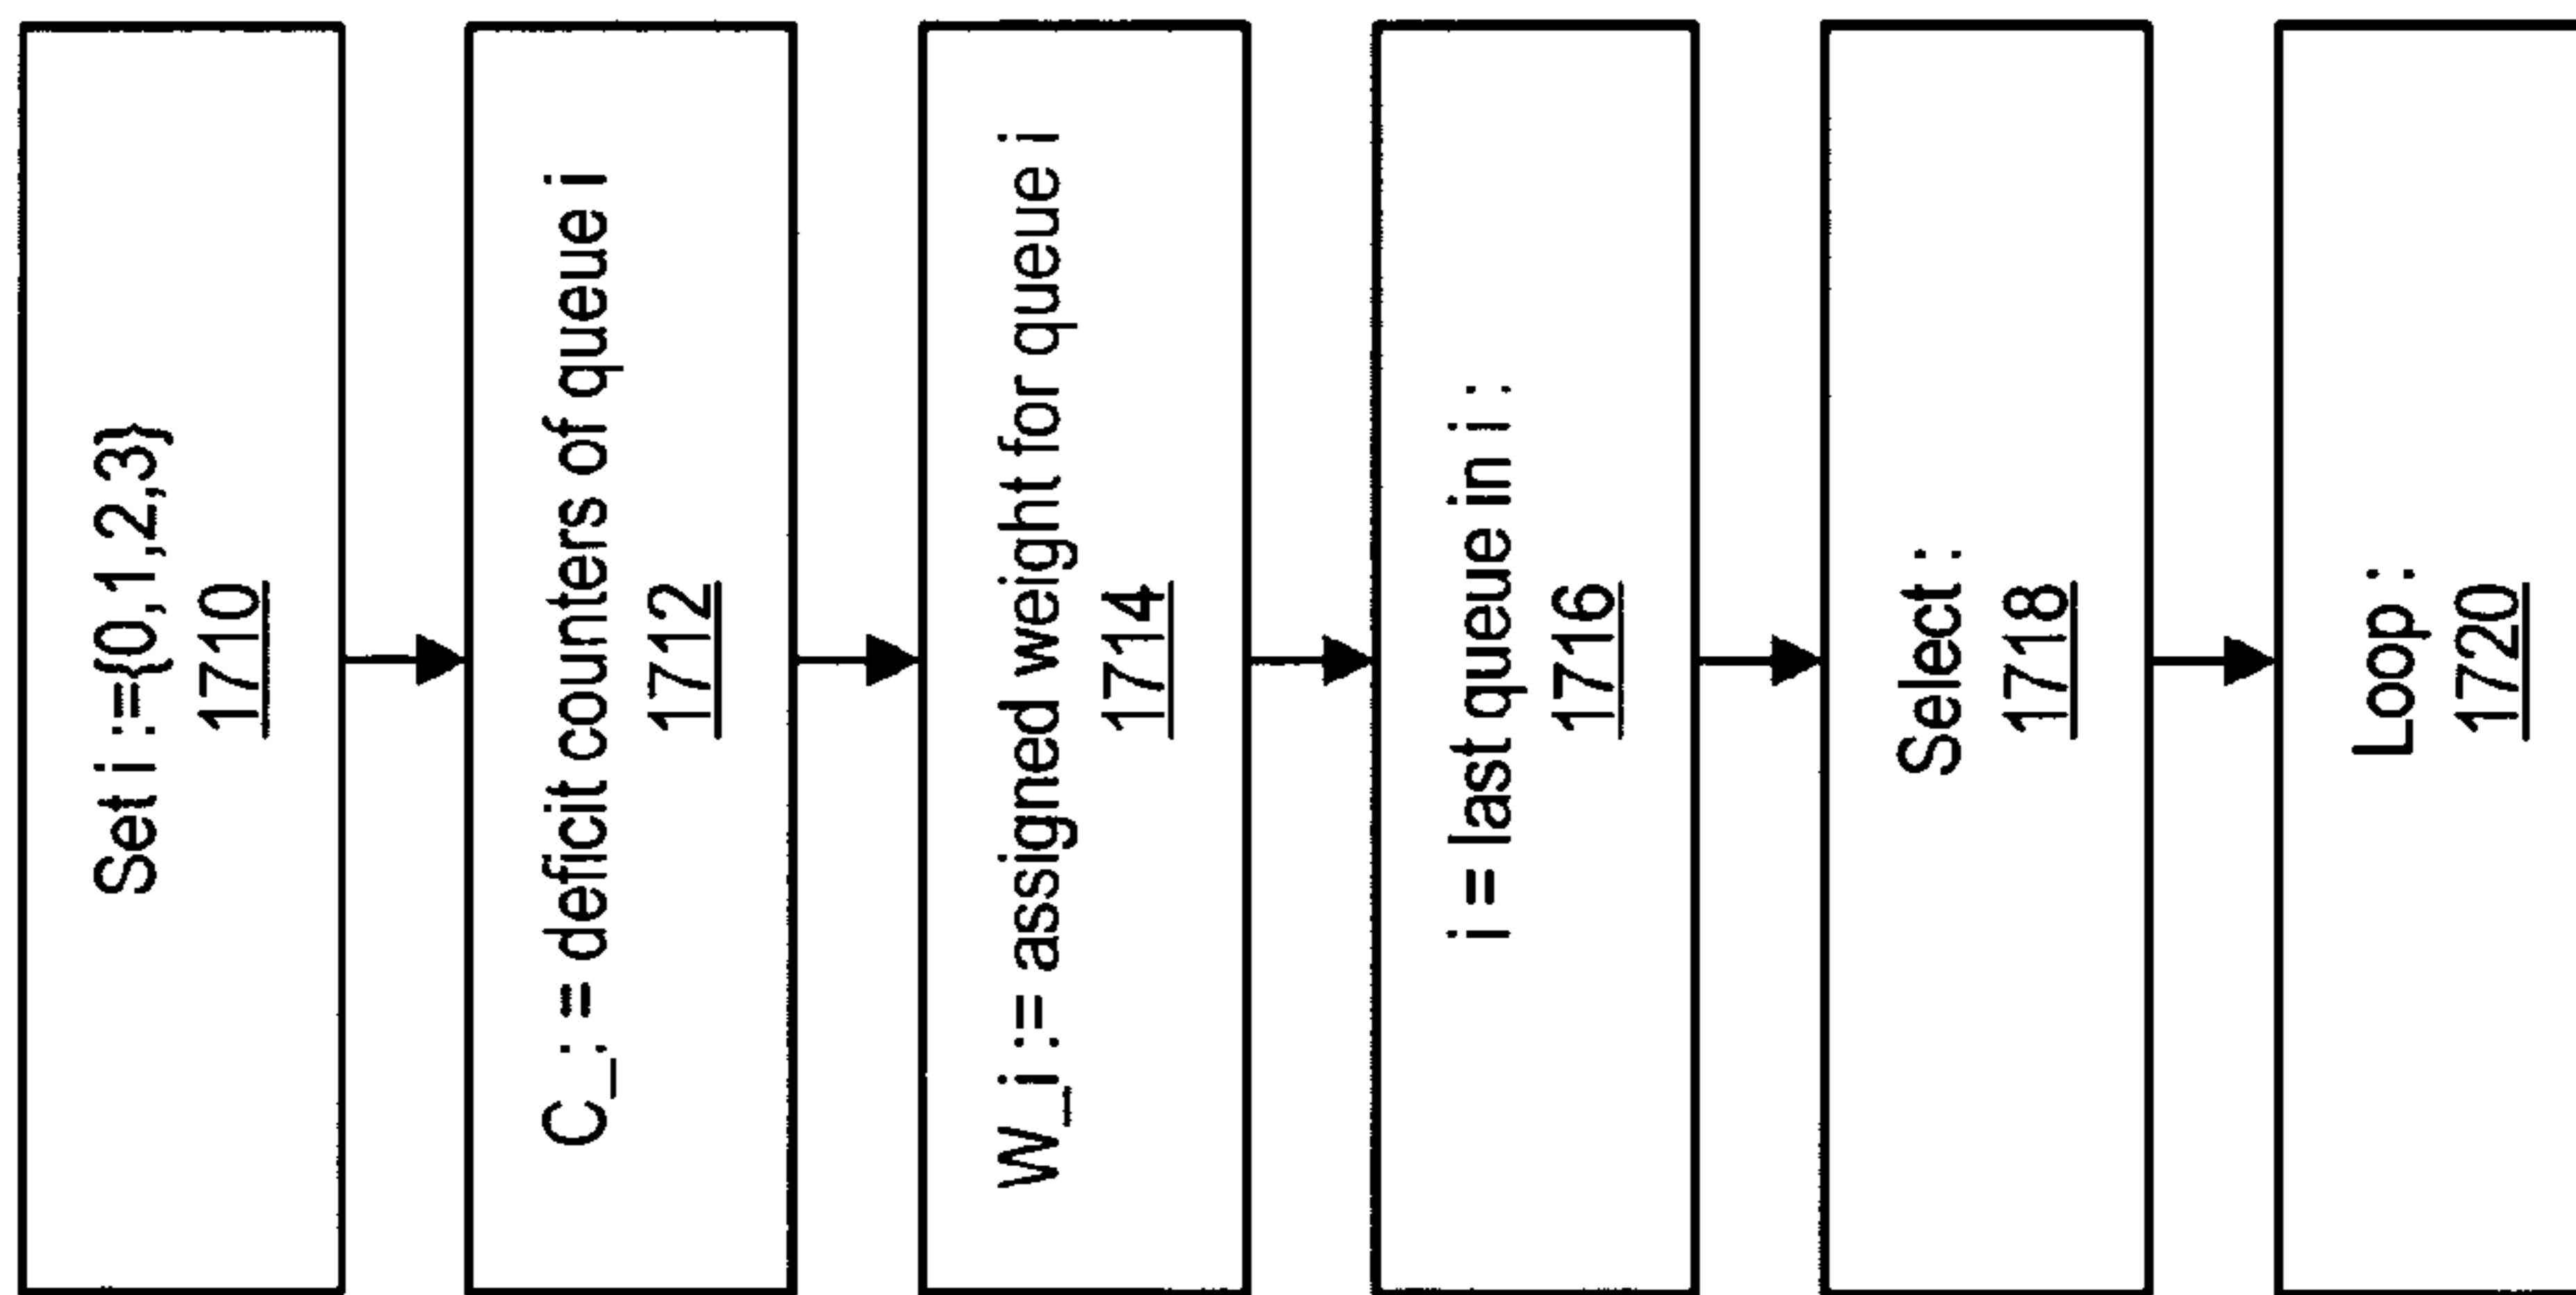 Set i :={0,1,2,3}
1710
C_: = deficit counters of queue i
1712
W_i := assigned weight for queue i
1714
i = last queue in i :
1716
Select :
1718
Loop :
1720